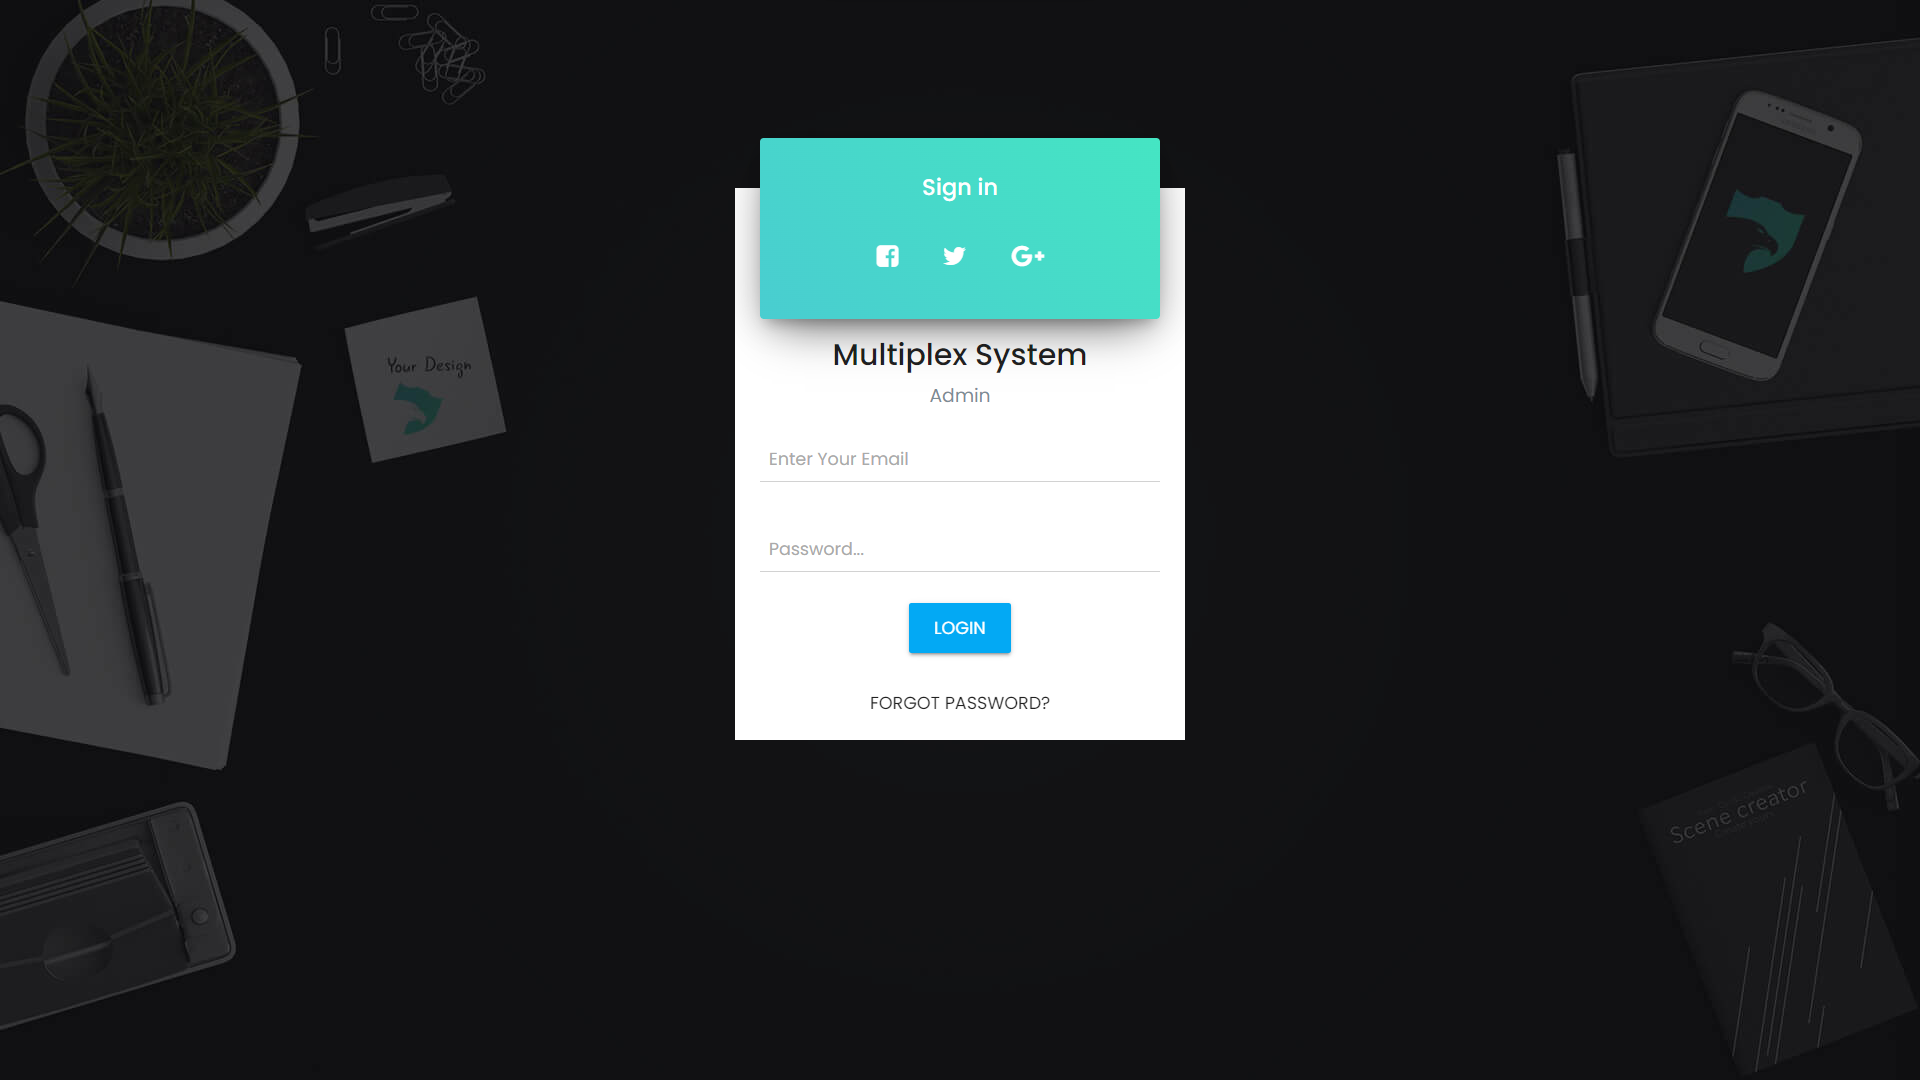 Sign in
Multiplex System
Admin
Enter Your Email
Password...
LOGIN
FORGOT PASSWORD?
Your Design
Scene creator